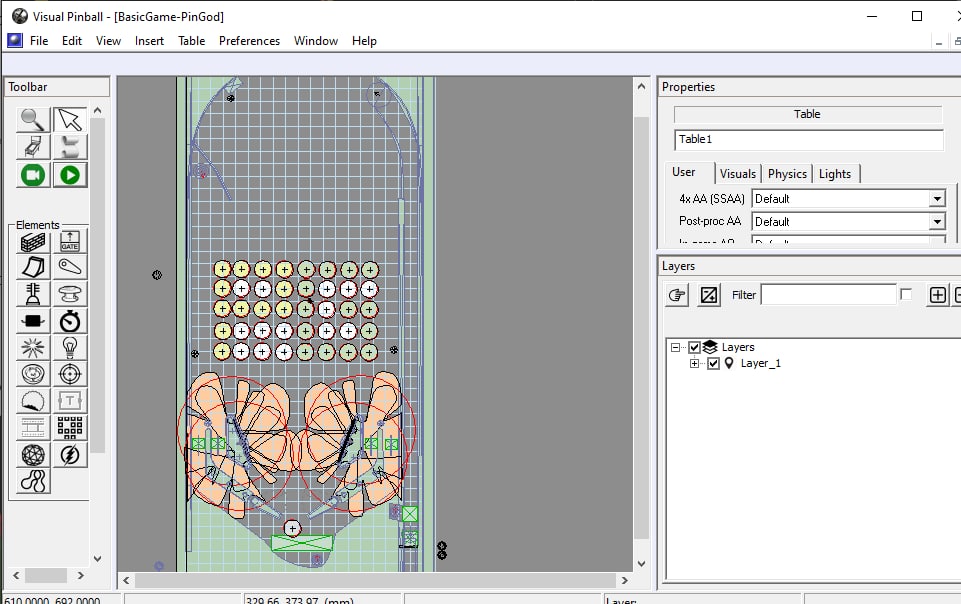 Visual Pinball - [BasicGame-PinGod]
File Edit View Insert Table Preferences Window Help
Toolbar
Elements
GATE
T
Properties
Table
Table1
User Visuals Physics Lights
4x AA (SSAA) Default
Post-proc AA Default
Layers
Filter
Layers
Layer_1
610.0000, 692.0000
329.66, 373.97 (mm)
Layer: